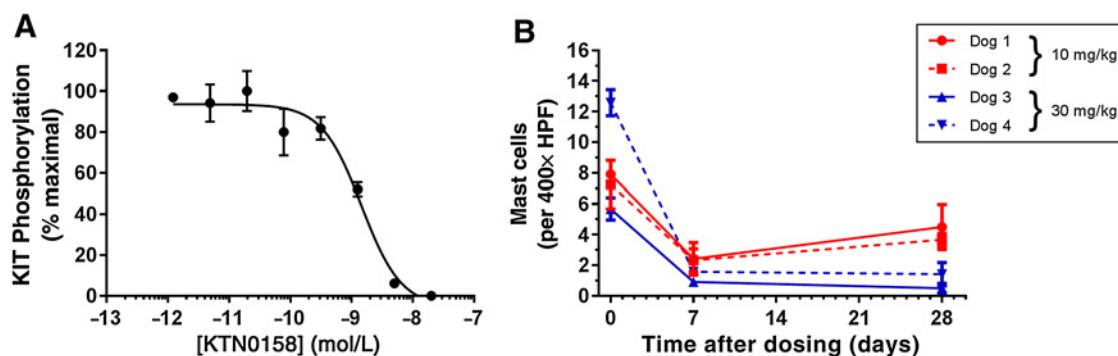 A
KIT Phosphorylation
(% maximal)
120
100
80
60
40
20
0
–13
–12
–11
–10
–9
–8
–7
[KTN0158] (mol/L)
B
Mast cells
(per 400× HPF)
16
14
12
10
8
6
4
2
0
0
7
14
21
28
Time after dosing (days)
Dog 1
Dog 2
10 mg/kg
Dog 3
Dog 4
30 mg/kg